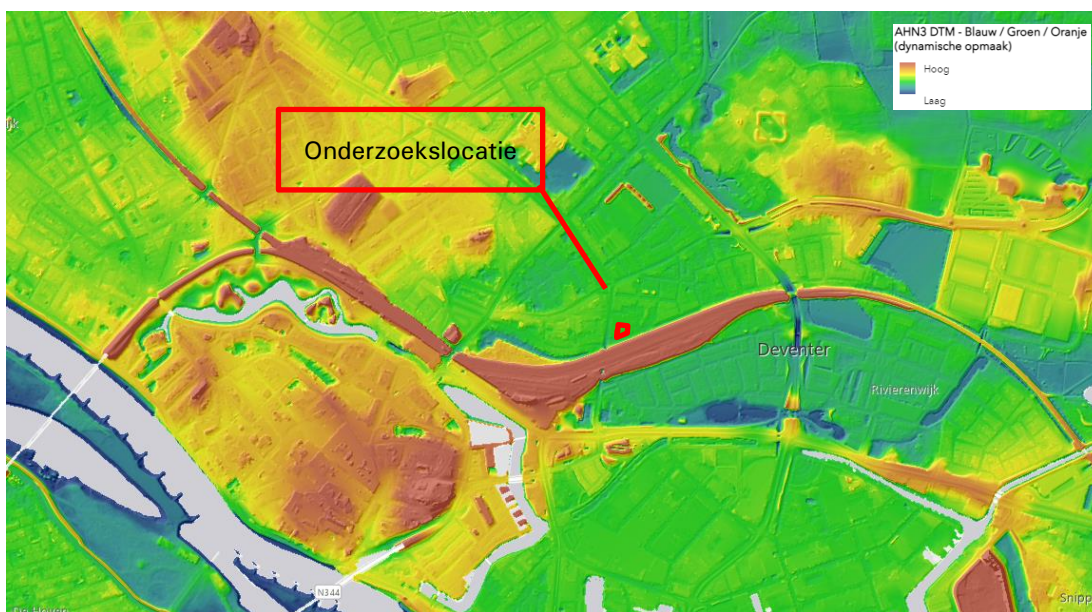 AHN3 DTM - Blauw / Groen / Oranje
(dynamische opmaak)
Hoog
Laag
Onderzoekslocatie
Deventer
Rivierenwijk
N344